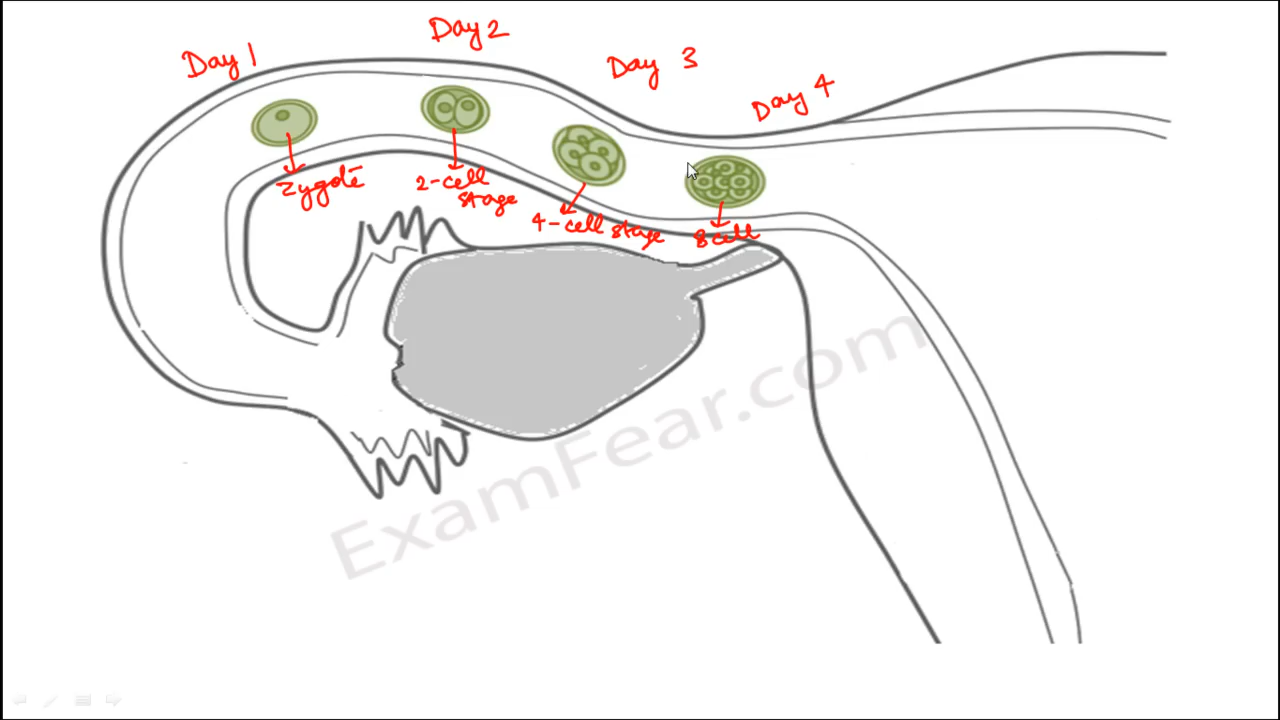 Day 1
Day 2
Day 3
Day 4
Zygote
2-cell
stage
4-cell stage
8 cell
ExamFear.com